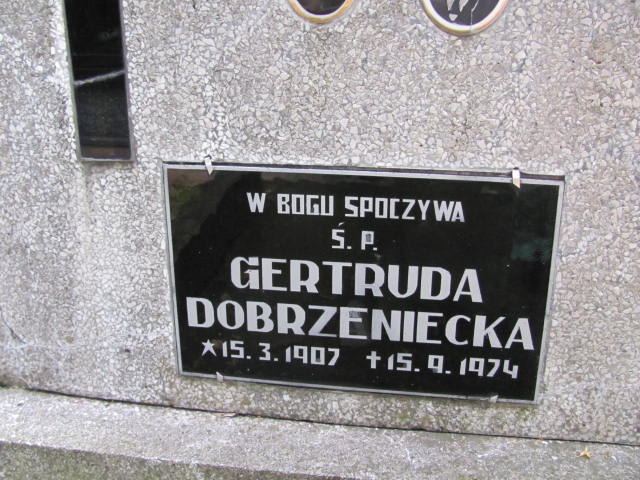 W BOGU SPOCZYWA
Ś. P.
GERTRUDA
DOBRZENIECKA
★15. 3. 1907 ✝15. 9. 1974